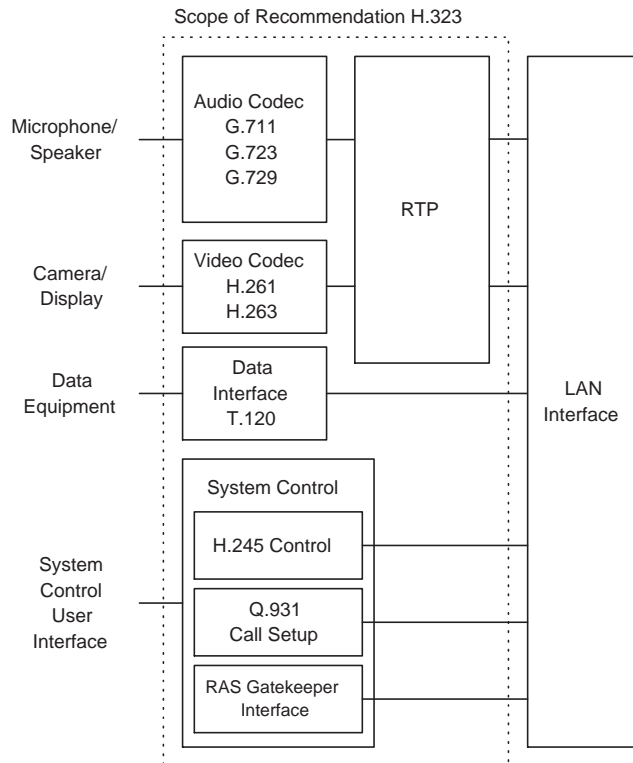 Scope of Recommendation H.323
Microphone/
Speaker
Audio Codec
G.711
G.723
G.729
RTP
Camera/
Display
Video Codec
H.261
H.263
Data
Equipment
Data
Interface
T.120
LAN
Interface
System
Control
User
Interface
System Control
H.245 Control
Q.931
Call Setup
RAS Gatekeeper
Interface